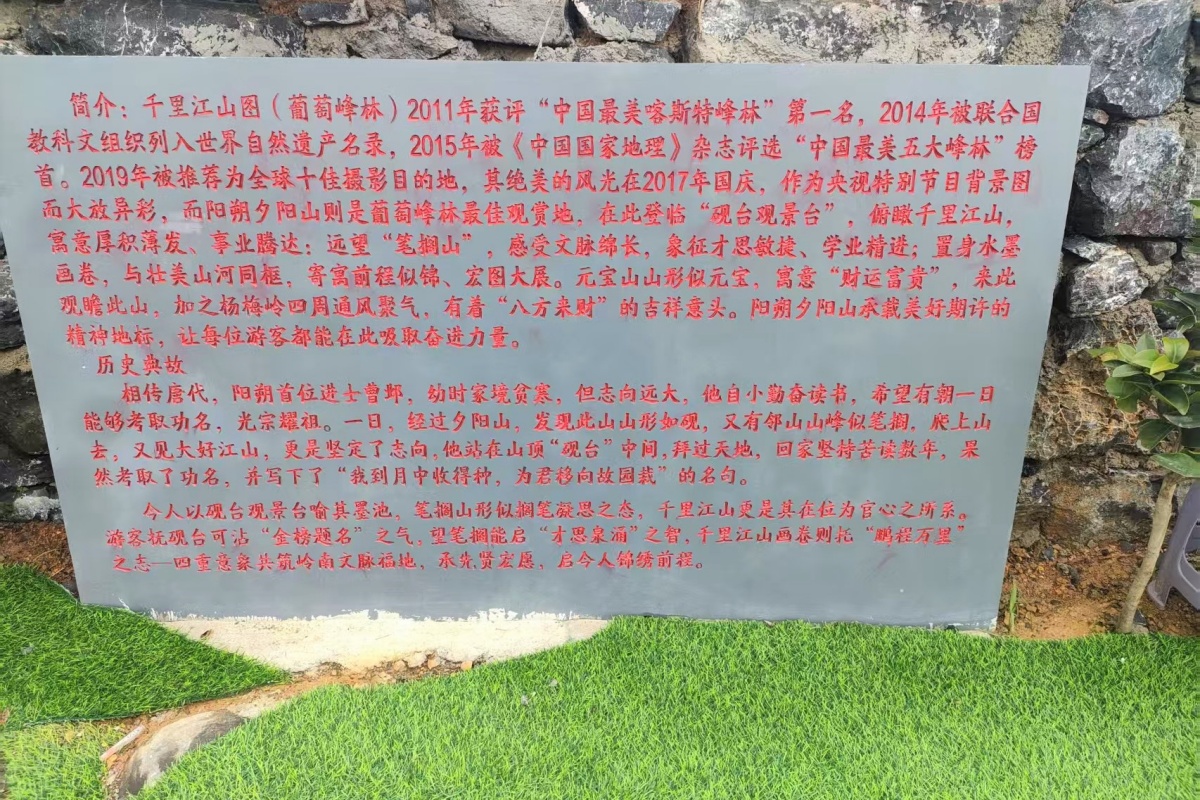 简介：千里江山图（葡萄峰林）2011年获评“中国最美喀斯特峰林”第一名，2014年被联合国
教科文组织列入世界自然遗产名录，2015年被《中国国家地理》杂志评选“中国最美五大峰林”榜
首。2019年被推荐为全球十佳摄影目的地，其绝美的风光在2017年国庆，作为央视特别节目背景图
而大放异彩，而阳朔夕阳山则是葡萄峰林最佳观赏地，在此登临“砚台观景台”，俯瞰千里江山，
寓意厚积薄发、事业腾达；远望“笔搁山”，感受文脉绵长，象征才思敏捷、学业精进；置身水墨
画卷，与壮美山河同框，寄寓前程似锦、宏图大展。元宝山山形似元宝，寓意“财运富贵”，来此
观瞻此山，加之杨梅岭四周通风聚气，有着“八方来财”的吉祥意头。阳朔夕阳山承载美好期许的
精神地标，让每位游客都能在此吸取奋进力量。
历史典故
相传唐代，阳朔首位进士曹邺，幼时家境贫寒，但志向远大，他自小勤奋读书，希望有朝一日
能够考取功名，光宗耀祖。一日，经过夕阳山，发现此山山形如砚，又有邻山山峰似笔搁，爬上山
去，又见大好江山，更是坚定了志向，他站在山顶“砚台”中间，拜过天地，回家坚持苦读数年，果
然考取了功名，并写下了“我到月中收得种，为君移向故园栽”的名句。
今人以砚台观景台喻其墨池，笔搁山形似搁笔凝思之态，千里江山更是其在位为官心之所系。
游客抚砚台可沾“金榜题名”之气，望笔搁能启“才思泉涌”之智，千里江山画卷则托“鹏程万里”
之志—四重意象共筑岭南文脉福地，承先贤宏愿，启今人锦绣前程。